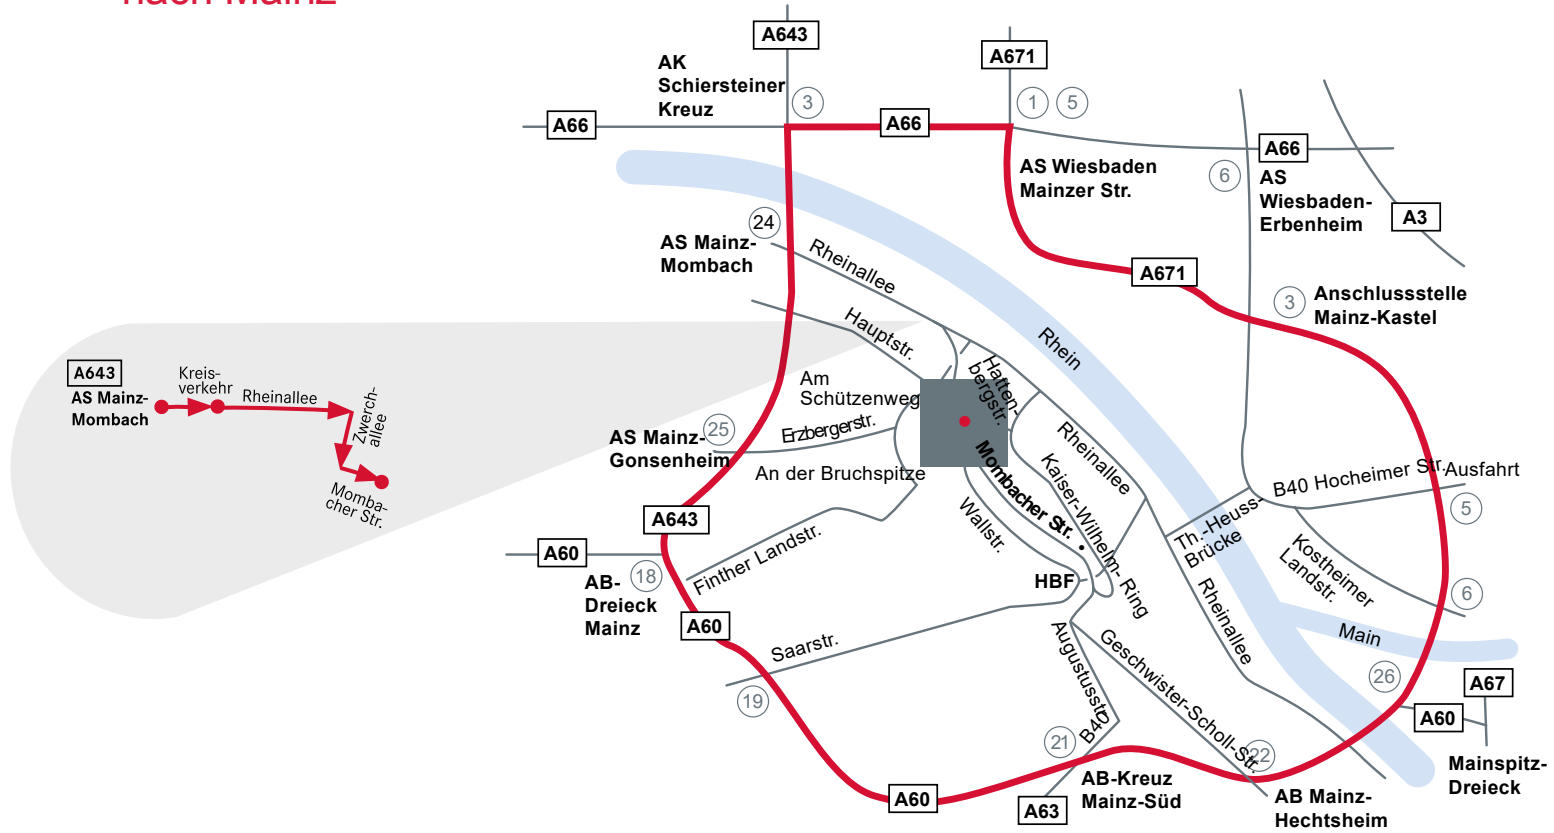 nach Mainz
A643
A671
AK
Schiersteiner
Kreuz
3
1
5
A66
A66
A66
AS Wiesbaden
Mainzer Str.
6
AS
Wiesbaden-
Erbenheim
A3
24
AS Mainz-
Mombach
Rheinallee
A671
3
Anschlussstelle
Mainz-Kastel
Hauptstr.
Rhein
Hatten-
bergstr.
A643
AS Mainz-
Mombach
Kreis-
verkehr
Rheinallee
Zwerch-
allee
Momba-
cher Str.
Am
Schützenweg
25
Erzbergerstr.
AS Mainz-
Gonsenheim
An der Bruchspitze
Rheinallee
Mombacher Str.
Kaiser-Wilhelm-Ring
Wallstr.
B40 Hocheimer Str.
Ausfahrt
5
Th.-Heuss-
Brücke
Kostheimer
Landstr.
A643
A60
18
AB-
Dreieck
Mainz
Finther Landstr.
HBF
6
A60
Saarstr.
Rheinallee
Main
19
Augustusstr.
B40
Geschwister-Scholl-Str.
26
A67
A60
21
22
Mainspitz-
Dreieck
A60
A63
AB-Kreuz
Mainz-Süd
AB Mainz-
Hechtsheim